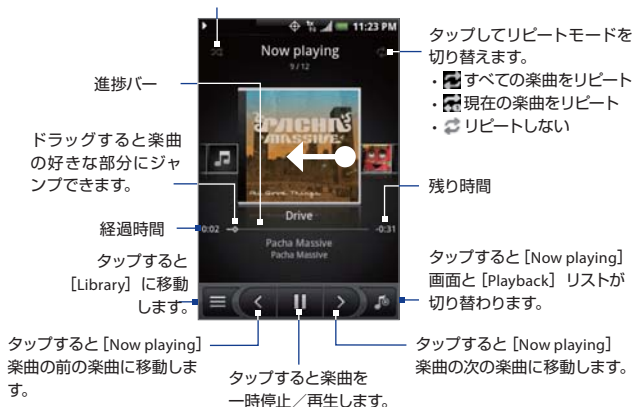 11:23 PM
Now playing
9/12
タップしてリピートモードを
切り替えます。
・すべての楽曲をリピート
・現在の楽曲をリピート
・リピートしない
進捗バー
ドラッグすると楽曲
の好きな部分にジャ
ンプできます。
PACHA
MASSIVE
All Good Things
残り時間
Drive
経過時間
0:02
-0:31
Pacha Massive
Pacha Massive
タップすると
［Library］に移動
します。
タップすると［Now playing］
画面と［Playback］リストが
切り替わります。
タップすると［Now playing］
楽曲の前の楽曲に移動しま
す。
タップすると楽曲を
一時停止／再生します。
タップすると［Now playing］
楽曲の次の楽曲に移動します。